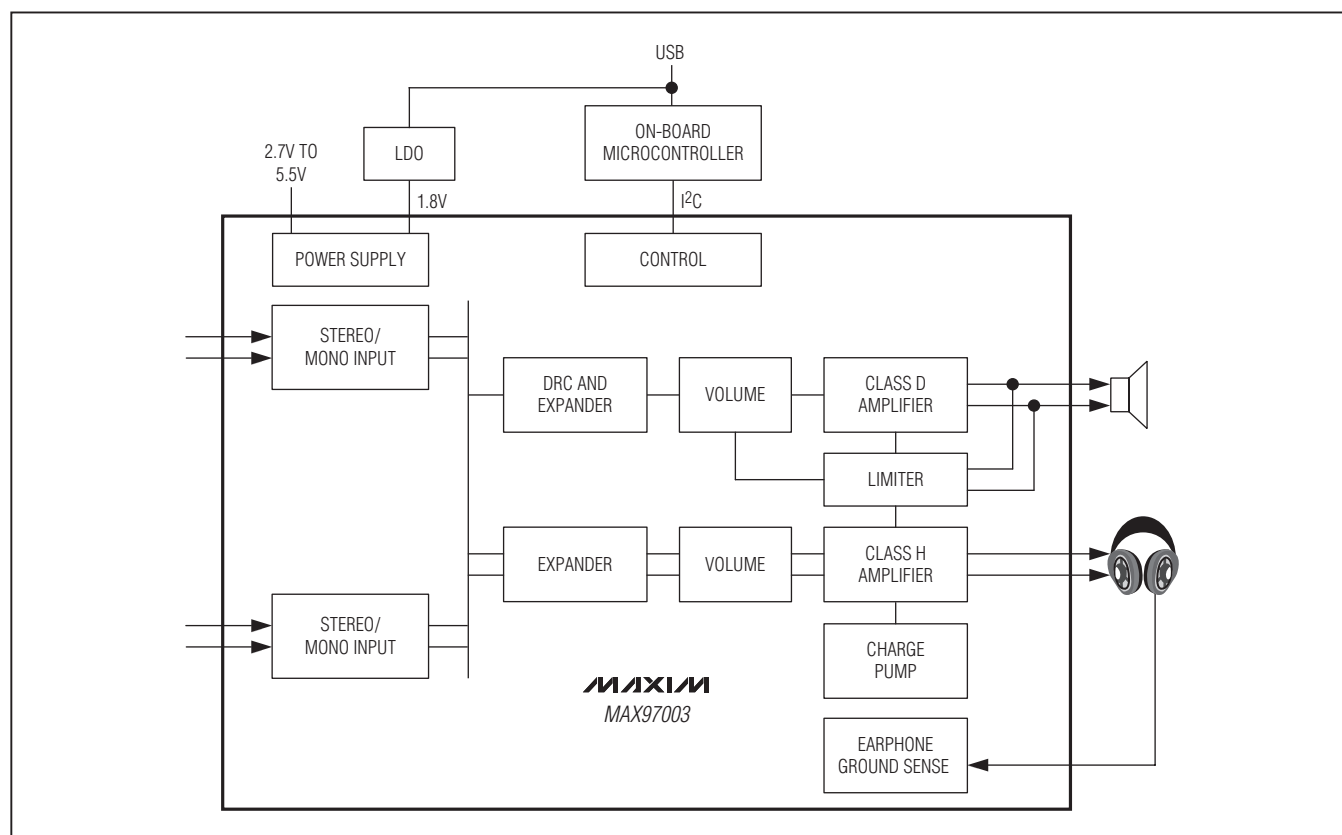 USB
LDO
ON-BOARD
MICROCONTROLLER
2.7V TO
5.5V
1.8V
I²C
POWER SUPPLY
CONTROL
STEREO/
MONO INPUT
DRC AND
EXPANDER
VOLUME
CLASS D
AMPLIFIER
LIMITER
EXPANDER
VOLUME
CLASS H
AMPLIFIER
STEREO/
MONO INPUT
CHARGE
PUMP
MAXIM
MAX97003
EARPHONE
GROUND SENSE